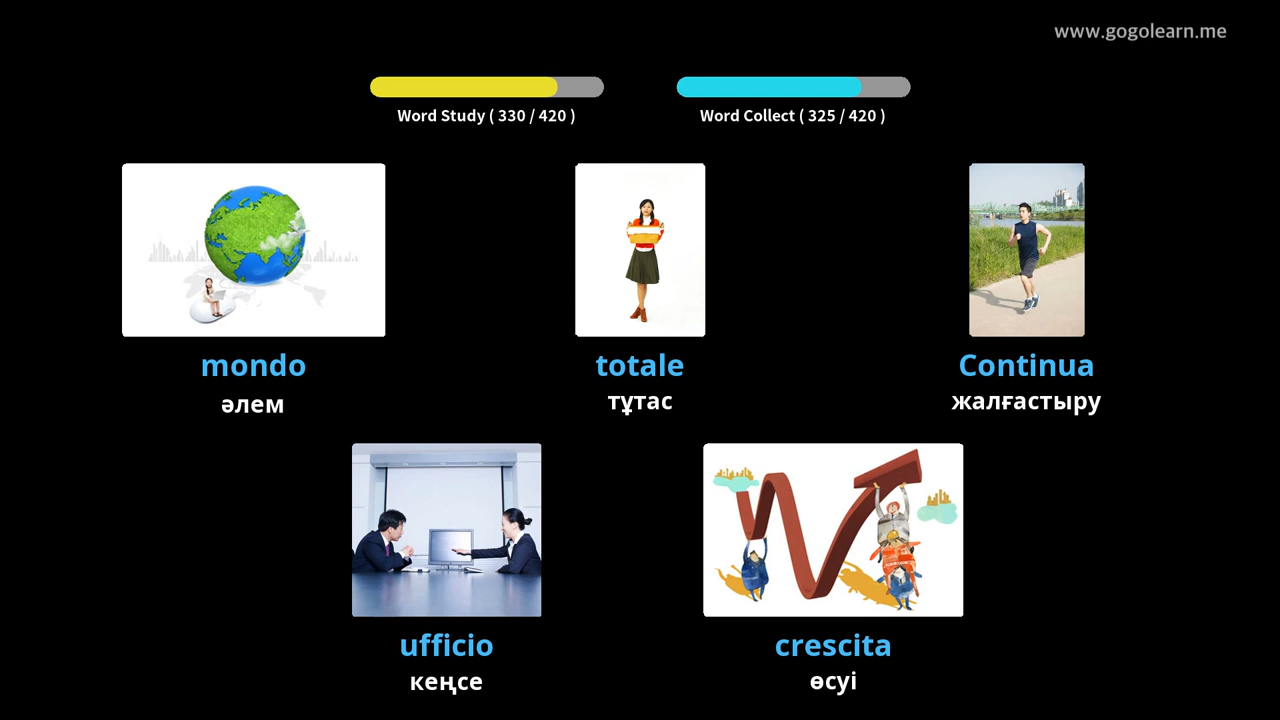 www.gogolearn.me
Word Study ( 330 / 420 )
Word Collect ( 325 / 420 )
mondo
әлем
totale
тұтас
Continua
жалғастыру
ufficio
кеңсе
crescita
өсуі